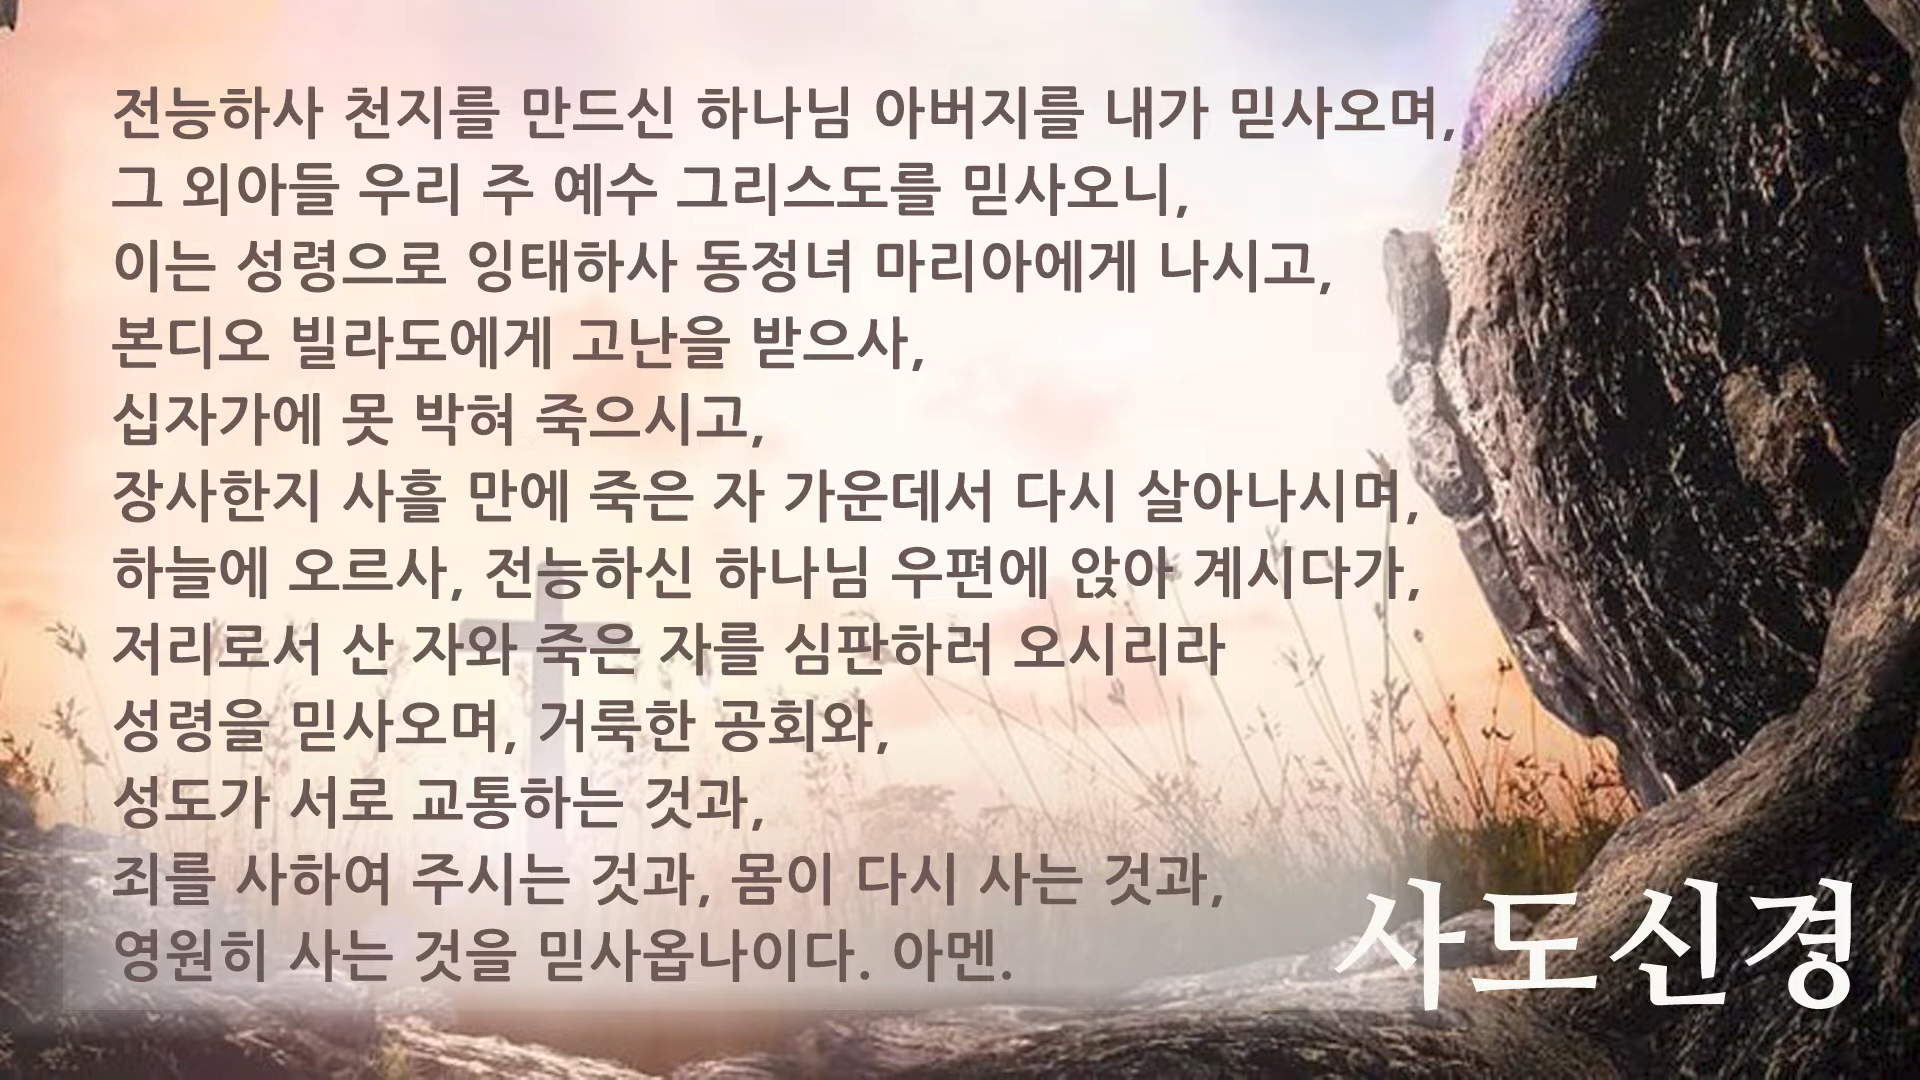 전능하사 천지를 만드신 하나님 아버지를 내가 믿사오며,
그 외아들 우리 주 예수 그리스도를 믿사오니,
이는 성령으로 잉태하사 동정녀 마리아에게 나시고,
본디오 빌라도에게 고난을 받으사,
십자가에 못 박혀 죽으시고,
장사한지 사흘 만에 죽은 자 가운데서 다시 살아나시며,
하늘에 오르사, 전능하신 하나님 우편에 앉아 계시다가,
저리로서 산 자와 죽은 자를 심판하러 오시리라
성령을 믿사오며, 거룩한 공회와,
성도가 서로 교통하는 것과,
죄를 사하여 주시는 것과, 몸이 다시 사는 것과,
영원히 사는 것을 믿사옵나이다. 아멘.
사도신경